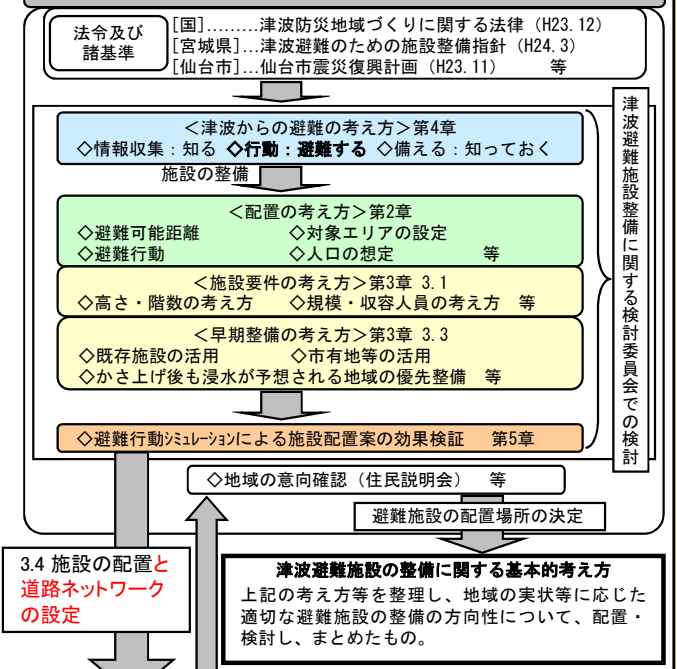 法令及び
諸基準
[国].........津波防災地域づくりに関する法律（H23.12）
[宮城県]...津波避難のための施設整備指針（H24.3）
[仙台市]...仙台市震災復興計画（H23.11） 等
＜津波からの避難の考え方＞第4章
◇情報収集：知る ◇行動：避難する ◇備える：知っておく
施設の整備
＜配置の考え方＞第2章
◇避難可能距離 ◇対象エリアの設定
◇避難行動 ◇人口の想定 等
＜施設要件の考え方＞第3章 3.1
◇高さ・階数の考え方 ◇規模・収容人員の考え方 等
＜早期整備の考え方＞第3章 3.3
◇既存施設の活用 ◇市有地等の活用
◇かさ上げ後も浸水が予想される地域の優先整備 等
◇避難行動ｼﾐｭﾚｰｼｮﾝによる施設配置案の効果検証 第5章
津波避難施設整備に関する検討委員会での検討
◇地域の意向確認（住民説明会） 等
避難施設の配置場所の決定
3.4 施設の配置と
道路ネットワーク
の設定
津波避難施設の整備に関する基本的考え方
上記の考え方等を整理し、地域の実状等に応じた
適切な避難施設の整備の方向性について、配置・
検討し、まとめたもの。